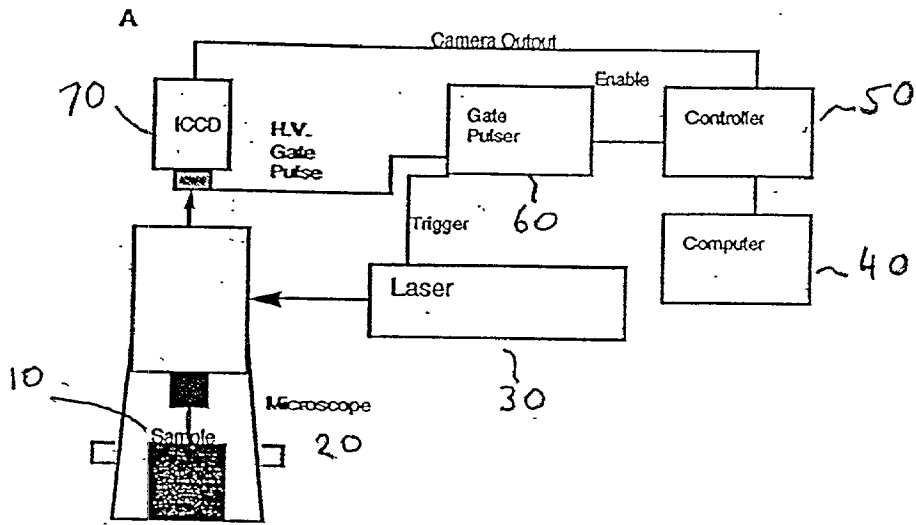 A
Camera Output
Enable
70
ICCD
H.V.
Gate
Pulse
Gate
Pulser
Controller
50
60
Trigger
Computer
40
Laser
30
10
Microscope
20
Sample